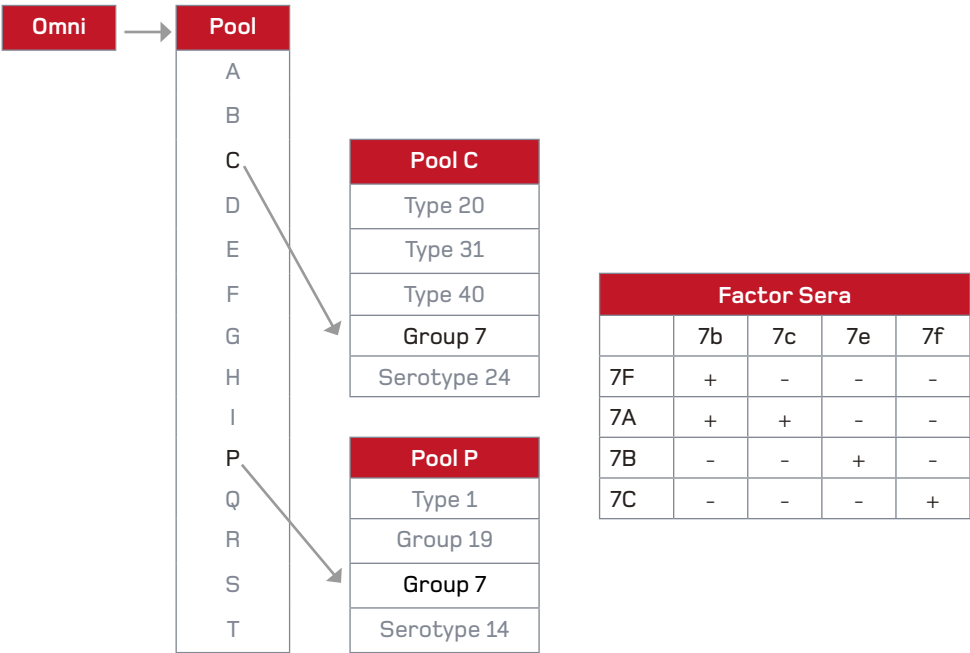 Omni
Pool
A
B
C
D
E
F
G
H
I
P
Q
R
S
T
Pool C
Type 20
Type 31
Type 40
Group 7
Serotype 24
Pool P
Type 1
Group 19
Group 7
Serotype 14
Factor Sera
7b 7c 7e 7f
7F + - - -
7A + + - -
7B - - + -
7C - - - +